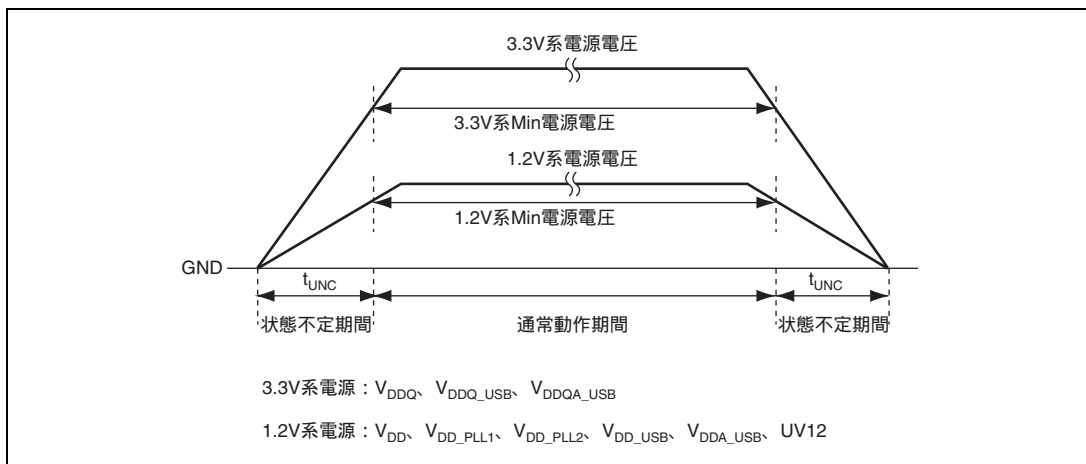 3.3V系電源電圧
3.3V系Min電源電圧
1.2V系電源電圧
1.2V系Min電源電圧
GND
tUNC tUNC
状態不定期間 通常動作期間 状態不定期間
3.3V系電源：VDDQ、VDDQ_USB、VDDQA_USB
1.2V系電源：VDD、VDD_PLL1、VDD_PLL2、VDD_USB、VDDA_USB、UV12